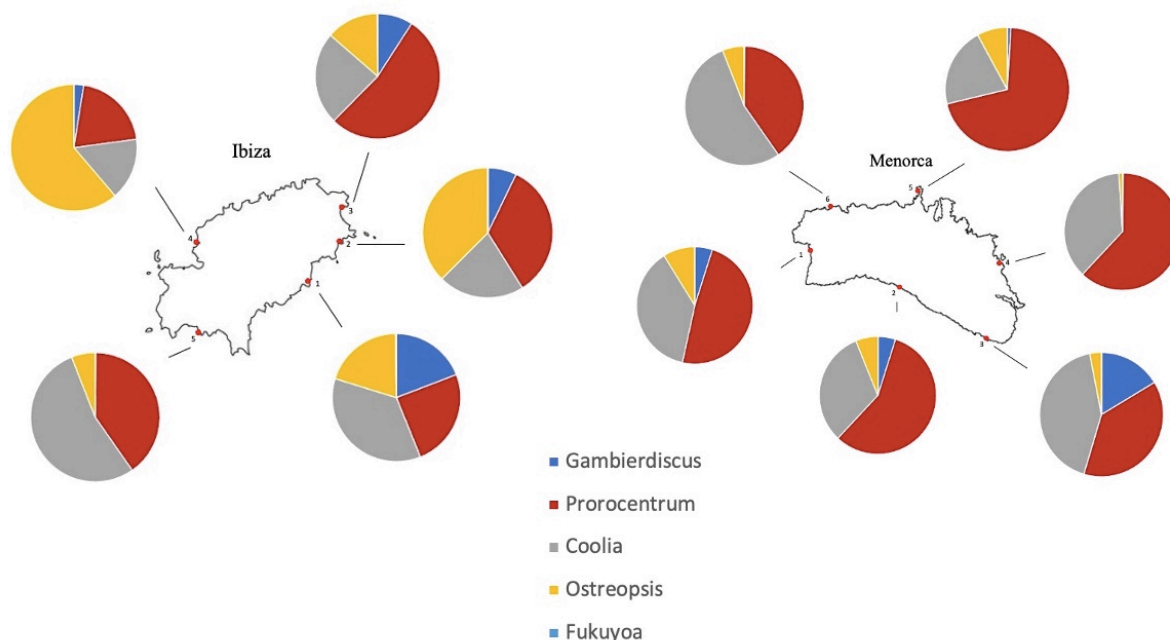 Ibiza
4
3
2
1
5
Menorca
5
6
1
4
2
3
Gambierdiscus
Prorocentrum
Coolia
Ostreopsis
Fukuyoa